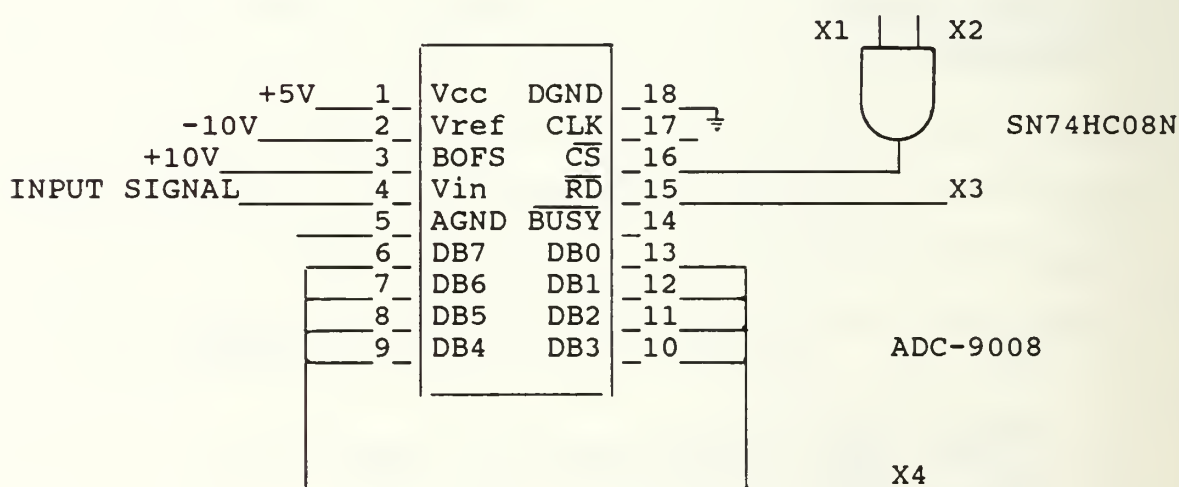 X1 X2
+5V 1 Vcc DGND 18
-10V 2 Vref CLK 17 SN74HC08N
+10V 3 BOFS CS 16
INPUT SIGNAL 4 Vin RD 15 X3
5 AGND BUSY 14
6 DB7 DB0 13
7 DB6 DB1 12
8 DB5 DB2 11
9 DB4 DB3 10 ADC-9008
X4